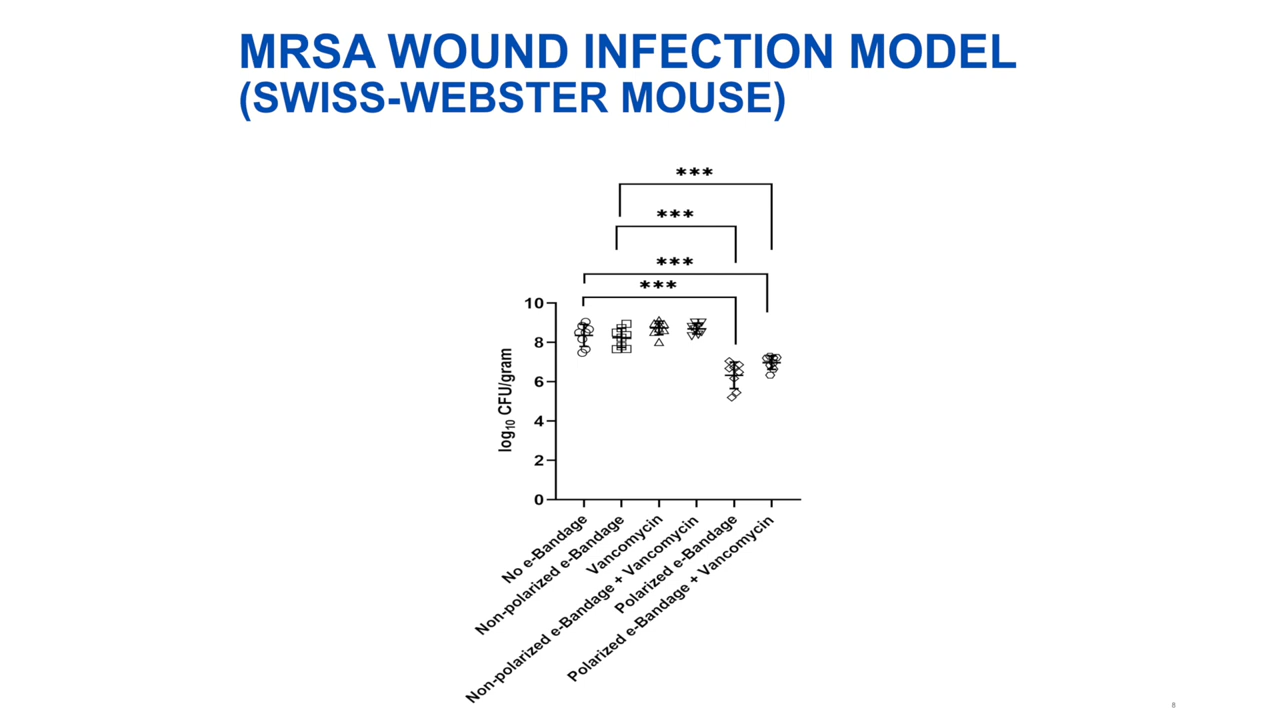 MRSA WOUND INFECTION MODEL
(SWISS-WEBSTER MOUSE)
***
***
***
***
10
8
6
4
2
0
log10 CFU/gram
No e-Bandage
Non-polarized e-Bandage
Vancomycin
Non-polarized e-Bandage + Vancomycin
Polarized e-Bandage
Polarized e-Bandage + Vancomycin
8